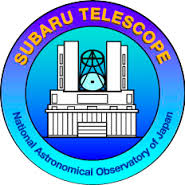 SUBARU TELESCOPE
National Astronomical Observatory of Japan